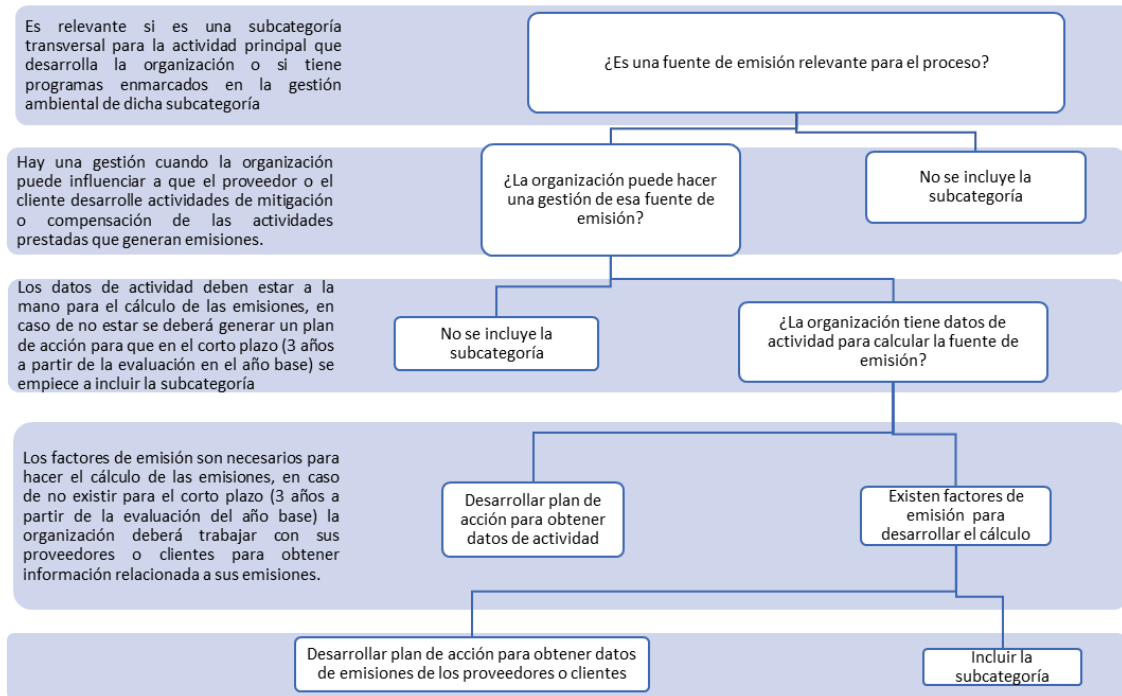 Es relevante si es una subcategoría
transversal para la actividad principal que
desarrolla la organización o si tiene
programas enmarcados en la gestión
ambiental de dicha subcategoría
¿Es una fuente de emisión relevante para el proceso?
Hay una gestión cuando la organización
puede influenciar a que el proveedor o el
cliente desarrolle actividades de mitigación
o compensación de las actividades
prestadas que generan emisiones.
¿La organización puede hacer
una gestión de esa fuente de
emisión?
No se incluye la
subcategoría
Los datos de actividad deben estar a la
mano para el cálculo de las emisiones, en
caso de no estar se deberá generar un plan
de acción para que en el corto plazo (3 años
a partir de la evaluación en el año base) se
empiece a incluir la subcategoría
No se incluye la
subcategoría
¿La organización tiene datos de
actividad para calcular la fuente de
emisión?
Los factores de emisión son necesarios para
hacer el cálculo de las emisiones, en caso
de no existir para el corto plazo (3 años a
partir de la evaluación del año base) la
organización deberá trabajar con sus
proveedores o clientes para obtener
información relacionada a sus emisiones.
Desarrollar plan de
acción para obtener
datos de actividad
Existen factores de
emisión para
desarrollar el cálculo
Desarrollar plan de acción para obtener datos
de emisiones de los proveedores o clientes
Incluir la
subcategoría